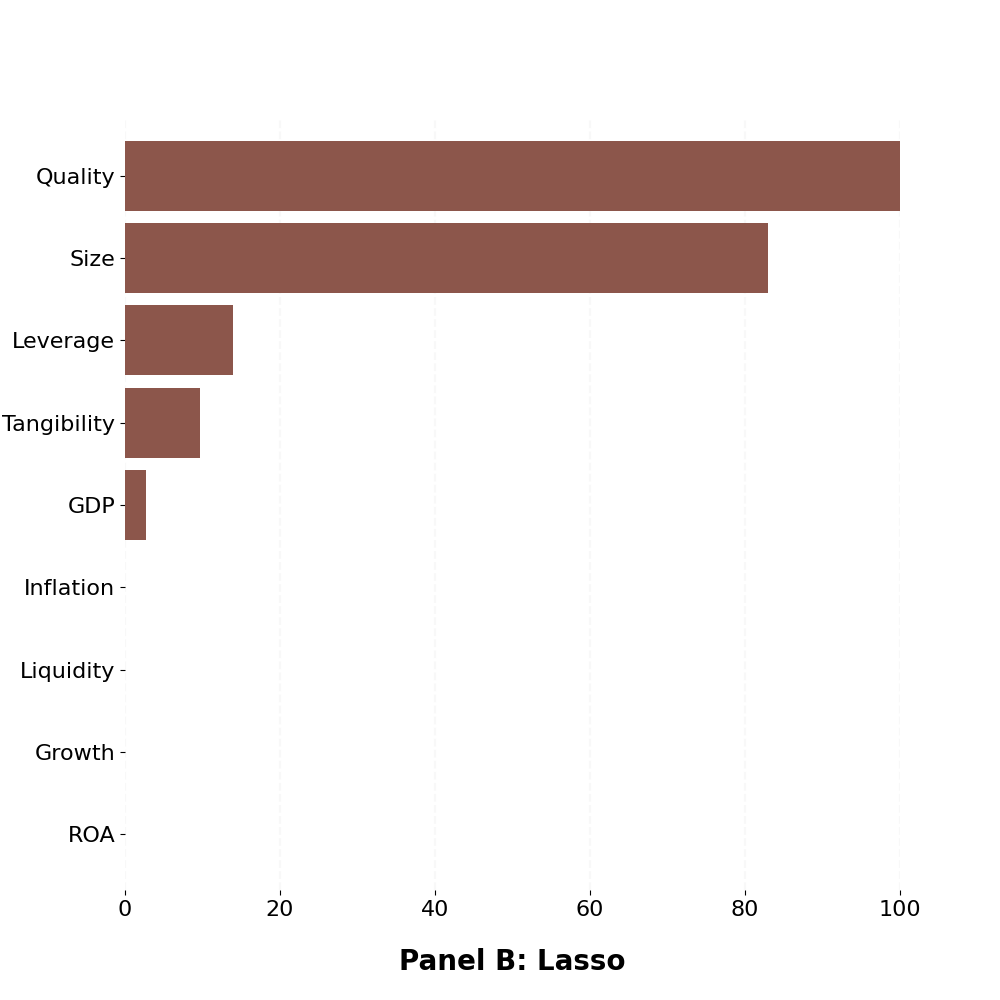 Quality
Size
Leverage
Tangibility
GDP
Inflation
Liquidity
Growth
ROA
0 20 40 60 80 100
Panel B: Lasso